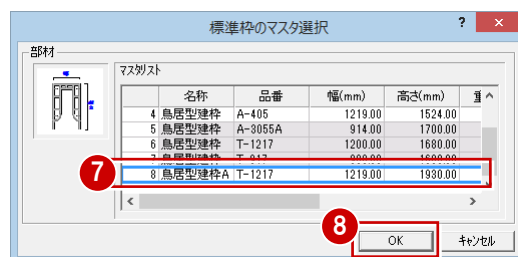 標準枠のマスタ選択 ? ×
部材
マスタリスト
名称 品番 幅(mm) 高さ(mm)
4 鳥居型建枠 A-405 1219.00 1524.00
5 鳥居型建枠 A-3055A 914.00 1700.00
6 鳥居型建枠 T-1217 1200.00 1680.00
7
8 鳥居型建枠A T-1217 1219.00 1930.00
8
OK キャンセル